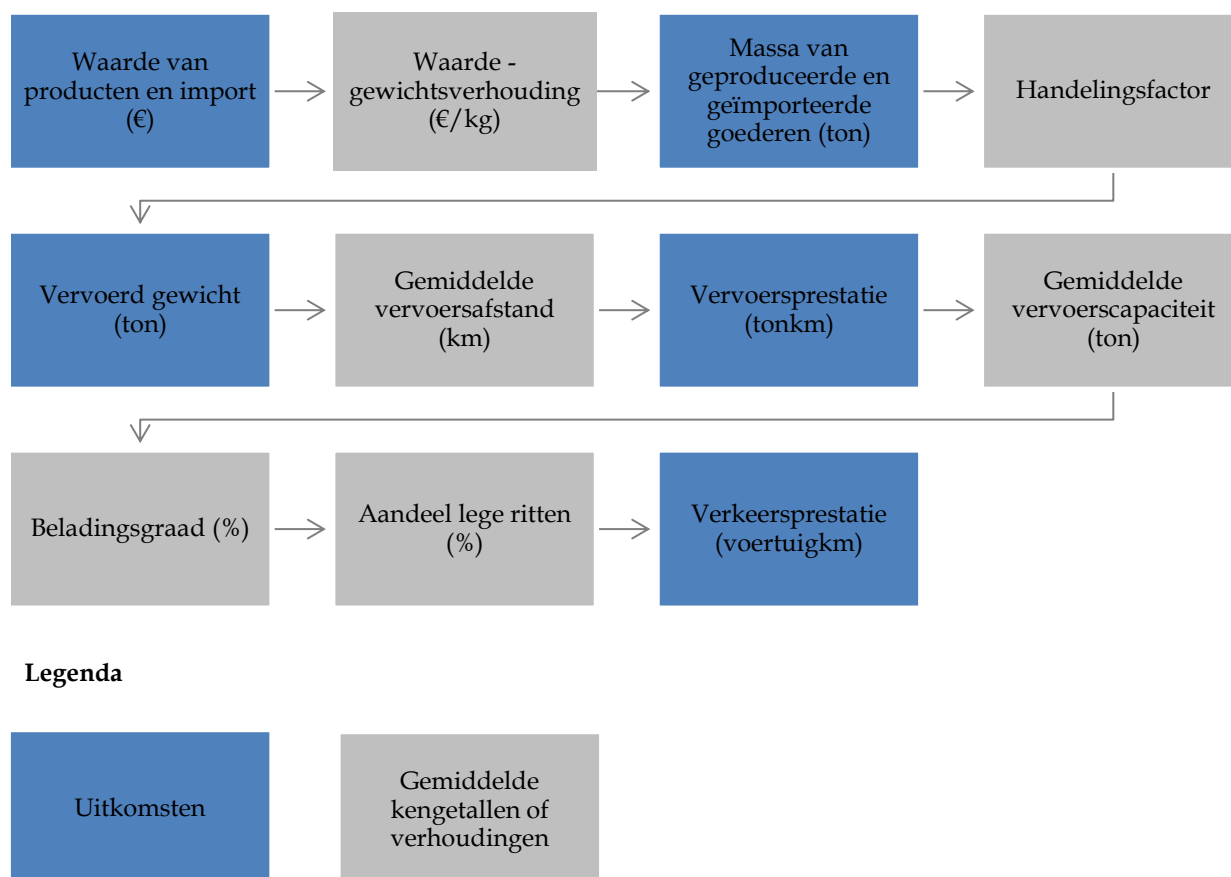 Waarde van
producten en import
(€)
Waarde -
gewichtsverhouding
(€/kg)
Massa van
geproduceerde en
geïmporteerde
goederen (ton)
Handelingsfactor
Vervoerd gewicht
(ton)
Gemiddelde
vervoersafstand
(km)
Vervoersprestatie
(tonkm)
Gemiddelde
vervoerscapaciteit
(ton)
Beladingsgraad (%)
Aandeel lege ritten
(%)
Verkeersprestatie
(voertuigkm)
Legenda
Uitkomsten
Gemiddelde
kengetallen of
verhoudingen